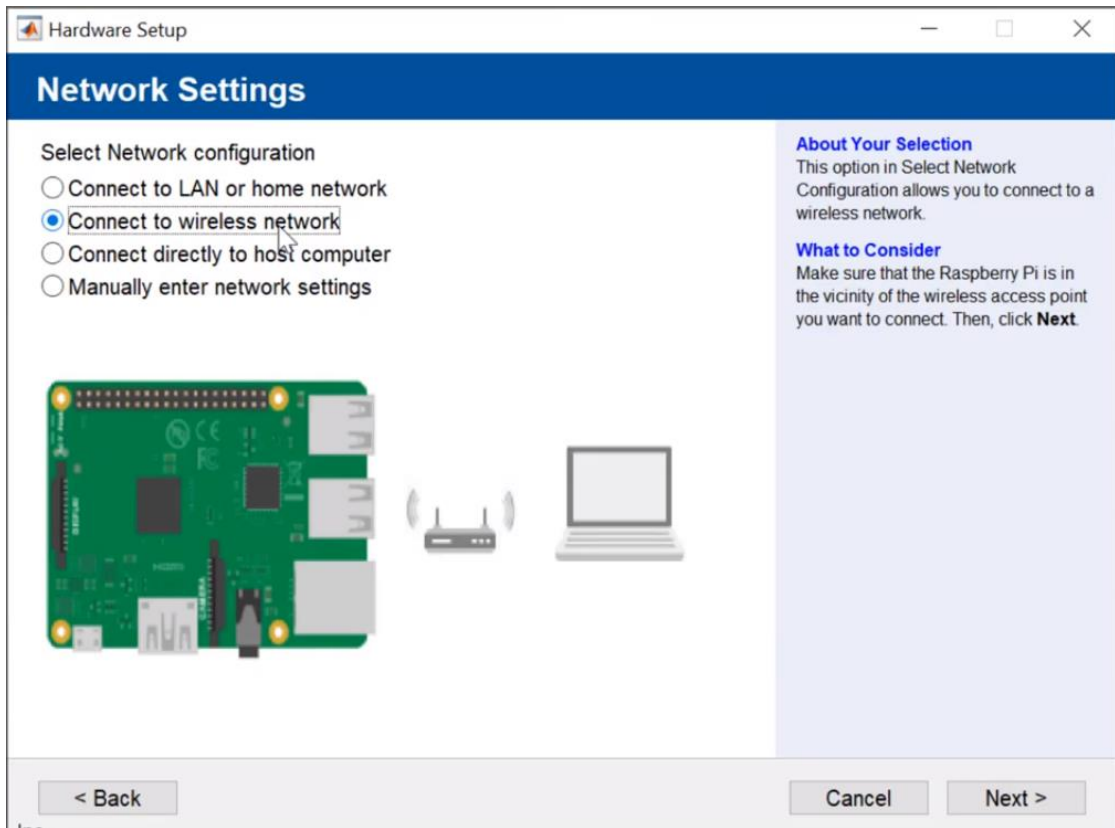 Hardware Setup
Network Settings
Select Network configuration
Connect to LAN or home network
Connect to wireless network
Connect directly to host computer
Manually enter network settings
About Your Selection
This option in Select Network
Configuration allows you to connect to a
wireless network.
What to Consider
Make sure that the Raspberry Pi is in
the vicinity of the wireless access point
you want to connect. Then, click Next.
HDMI
CAMERA
< Back
Cancel
Next >